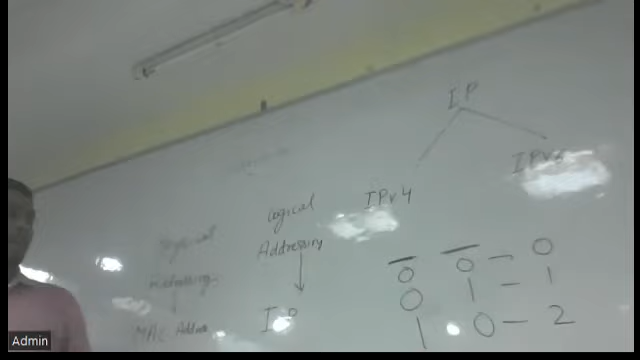 IP
IPv4
IPv6
Physical
Addressing
MAC Addre
Logical
Addressing
IP
0 0 - 0
0 1 - 1
1 0 - 2
Admin